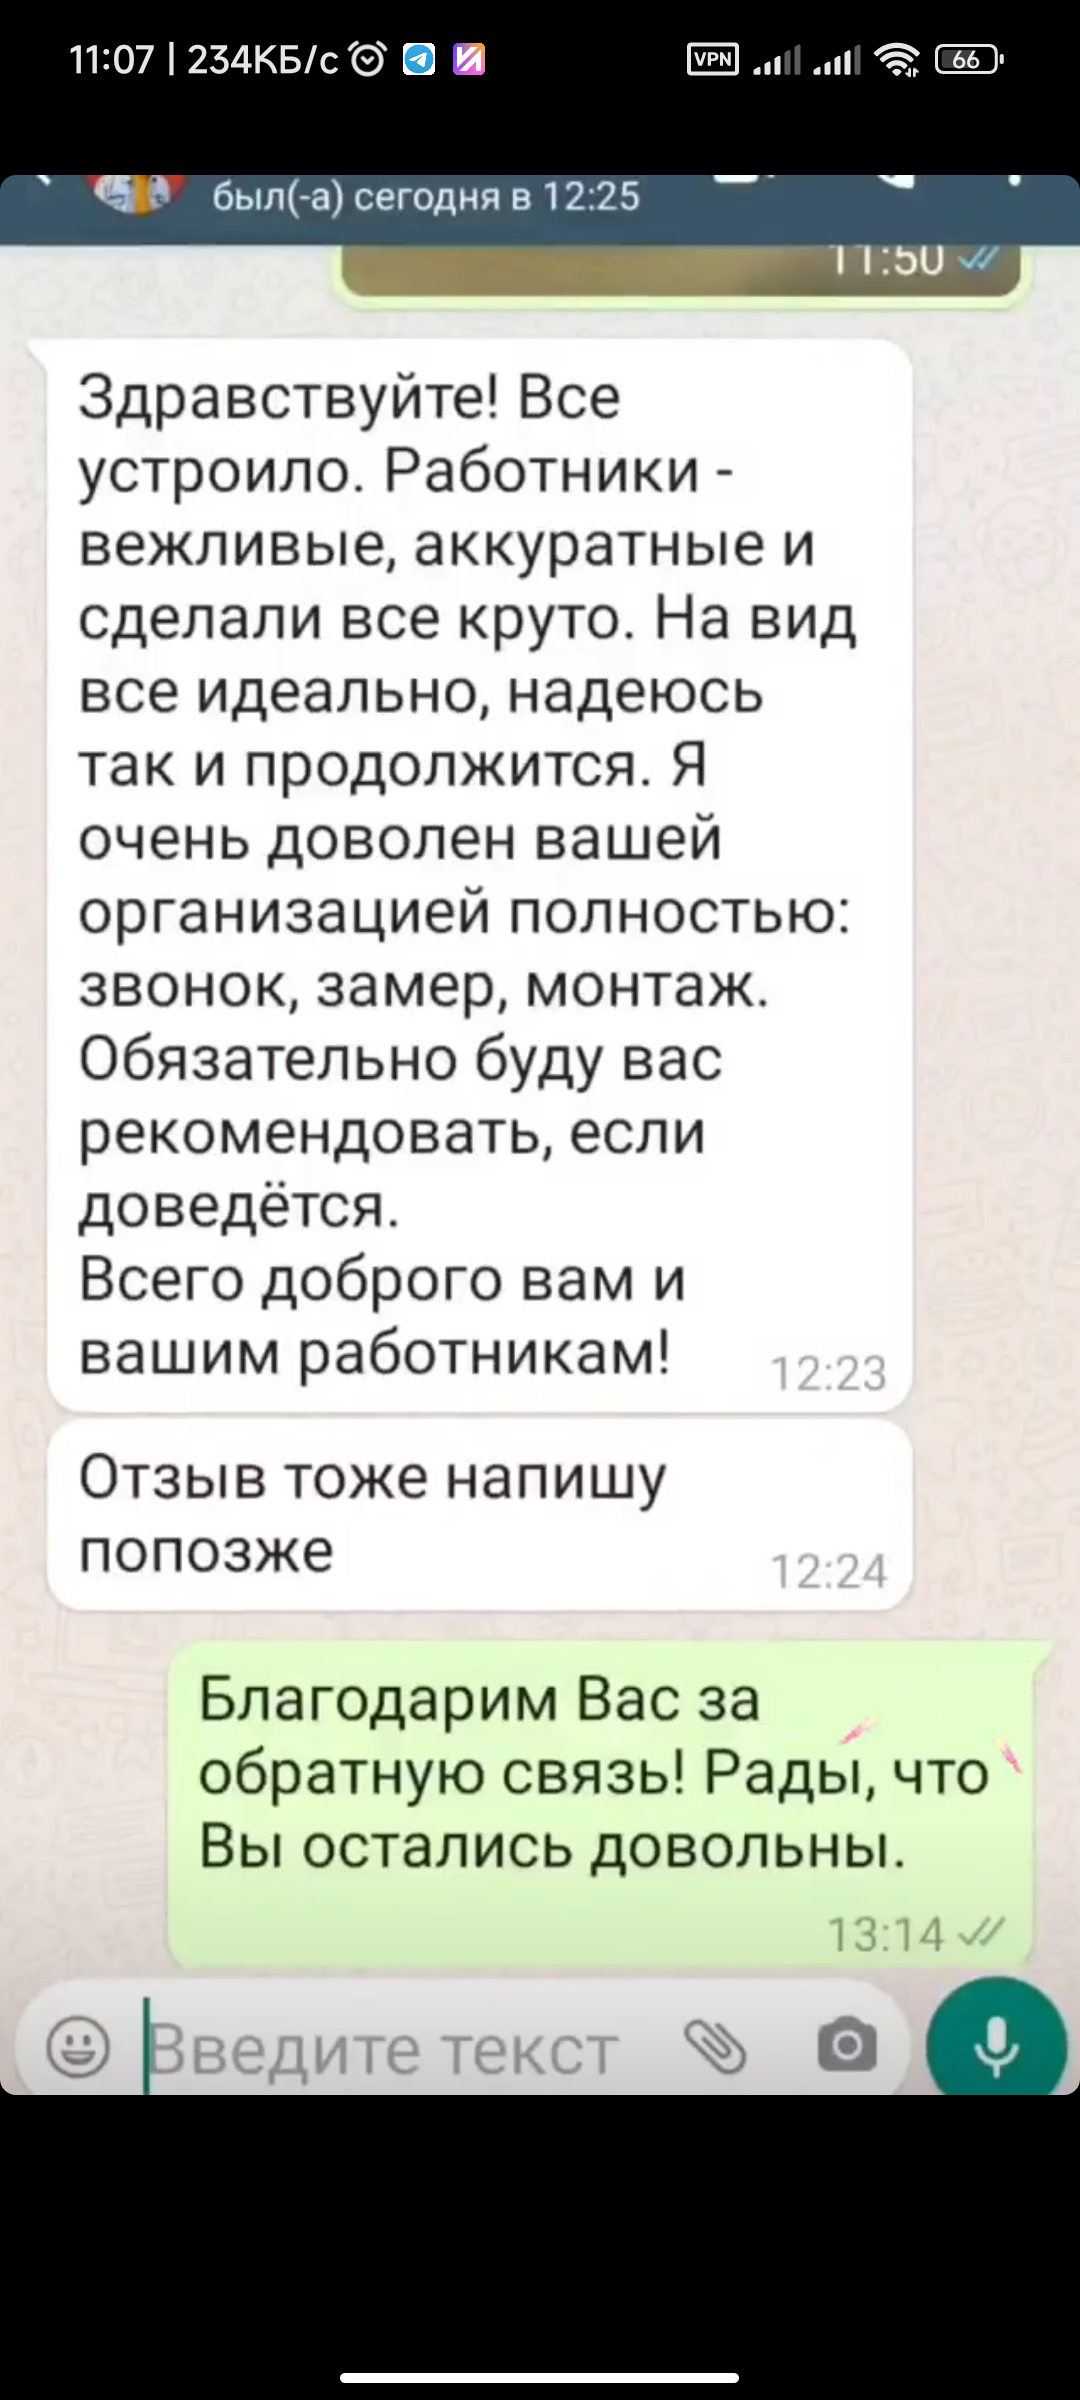 11:07 | 234КБ/с VPN 66
был(-а) сегодня в 12:25
11:50
Здравствуйте! Все
устроило. Работники -
вежливые, аккуратные и
сделали все круто. На вид
все идеально, надеюсь
так и продолжится. Я
очень доволен вашей
организацией полностью:
звонок, замер, монтаж.
Обязательно буду вас
рекомендовать, если
доведётся.
Всего доброго вам и
вашим работникам!
12:23
Отзыв тоже напишу
попозже
12:24
Благодарим Вас за
обратную связь! Рады, что
Вы остались довольны.
13:14
Введите текст